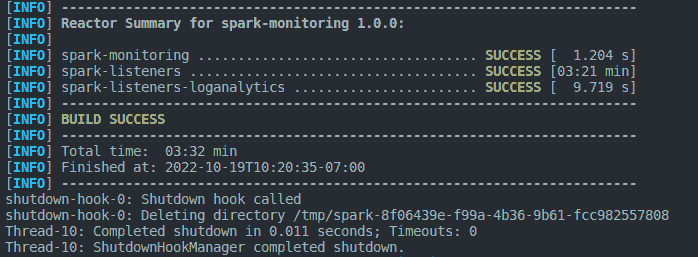 [INFO] ------------------------------------------------------------------------
[INFO] Reactor Summary for spark-monitoring 1.0.0:
[INFO]
[INFO] spark-monitoring ................................... SUCCESS [  1.204 s]
[INFO] spark-listeners .................................... SUCCESS [03:21 min]
[INFO] spark-listeners-loganalytics ....................... SUCCESS [  9.719 s]
[INFO] ------------------------------------------------------------------------
[INFO] BUILD SUCCESS
[INFO] ------------------------------------------------------------------------
[INFO] Total time:  03:32 min
[INFO] Finished at: 2022-10-19T10:20:35-07:00
[INFO] ------------------------------------------------------------------------
shutdown-hook-0: Shutdown hook called
shutdown-hook-0: Deleting directory /tmp/spark-8f06439e-f99a-4b36-9b61-fcc982557808
Thread-10: Completed shutdown in 0.011 seconds; Timeouts: 0
Thread-10: ShutdownHookManager completed shutdown.